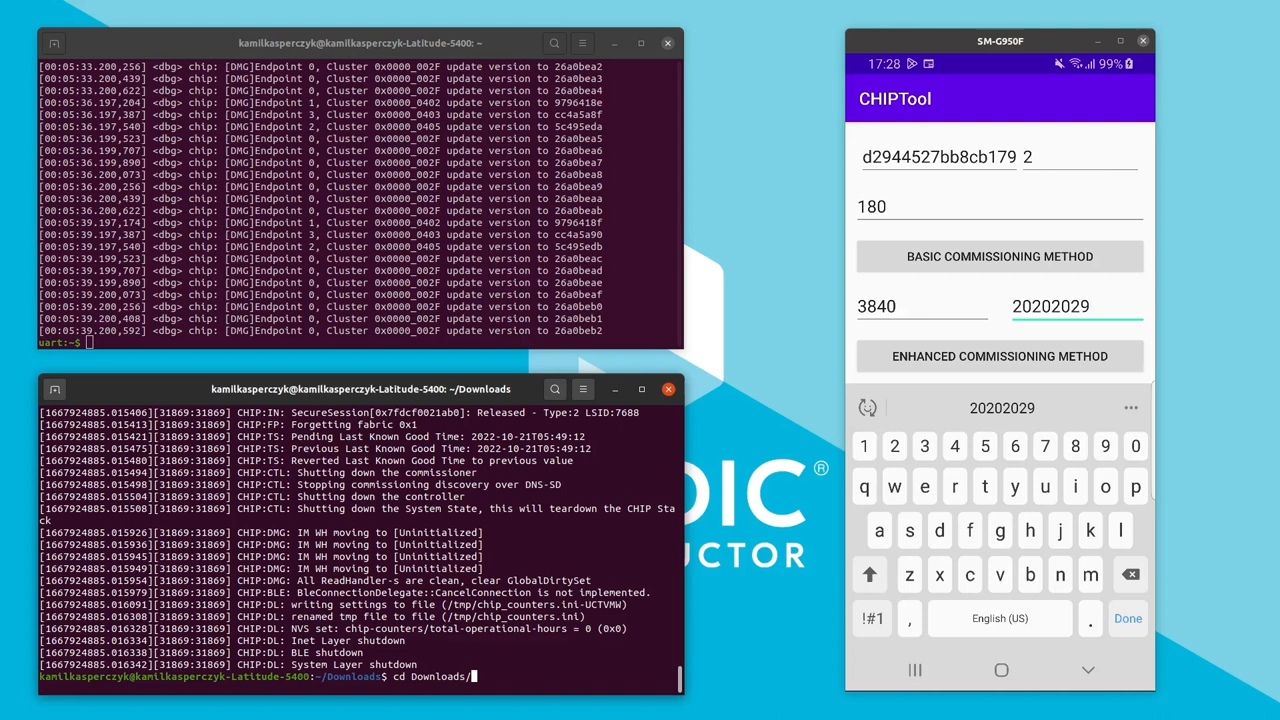 kamilkasperczyk@kamilkasperczyk-Latitude-5400: ~
[00:05:33.200,256] <dbg> chip: [DMG]Endpoint 0, Cluster 0x0000_002F update version to 26a0bea2
[00:05:33.200,439] <dbg> chip: [DMG]Endpoint 0, Cluster 0x0000_002F update version to 26a0bea3
[00:05:33.200,622] <dbg> chip: [DMG]Endpoint 0, Cluster 0x0000_002F update version to 26a0bea4
[00:05:36.197,204] <dbg> chip: [DMG]Endpoint 1, Cluster 0x0000_0402 update version to 9796418e
[00:05:36.197,387] <dbg> chip: [DMG]Endpoint 3, Cluster 0x0000_0403 update version to cc4a5a8f
[00:05:36.197,540] <dbg> chip: [DMG]Endpoint 2, Cluster 0x0000_0405 update version to 5c495eda
[00:05:36.199,523] <dbg> chip: [DMG]Endpoint 0, Cluster 0x0000_002F update version to 26a0bea5
[00:05:36.199,707] <dbg> chip: [DMG]Endpoint 0, Cluster 0x0000_002F update version to 26a0bea6
[00:05:36.199,890] <dbg> chip: [DMG]Endpoint 0, Cluster 0x0000_002F update version to 26a0bea7
[00:05:36.200,073] <dbg> chip: [DMG]Endpoint 0, Cluster 0x0000_002F update version to 26a0bea8
[00:05:36.200,256] <dbg> chip: [DMG]Endpoint 0, Cluster 0x0000_002F update version to 26a0bea9
[00:05:36.200,439] <dbg> chip: [DMG]Endpoint 0, Cluster 0x0000_002F update version to 26a0beaa
[00:05:36.200,622] <dbg> chip: [DMG]Endpoint 0, Cluster 0x0000_002F update version to 26a0beab
[00:05:39.197,174] <dbg> chip: [DMG]Endpoint 1, Cluster 0x0000_0402 update version to 9796418f
[00:05:39.197,387] <dbg> chip: [DMG]Endpoint 3, Cluster 0x0000_0403 update version to cc4a5a90
[00:05:39.197,540] <dbg> chip: [DMG]Endpoint 2, Cluster 0x0000_0405 update version to 5c495edb
[00:05:39.199,523] <dbg> chip: [DMG]Endpoint 0, Cluster 0x0000_002F update version to 26a0beac
[00:05:39.199,707] <dbg> chip: [DMG]Endpoint 0, Cluster 0x0000_002F update version to 26a0bead
[00:05:39.199,890] <dbg> chip: [DMG]Endpoint 0, Cluster 0x0000_002F update version to 26a0beae
[00:05:39.200,073] <dbg> chip: [DMG]Endpoint 0, Cluster 0x0000_002F update version to 26a0beaf
[00:05:39.200,256] <dbg> chip: [DMG]Endpoint 0, Cluster 0x0000_002F update version to 26a0beb0
[00:05:39.200,408] <dbg> chip: [DMG]Endpoint 0, Cluster 0x0000_002F update version to 26a0beb1
[00:05:39.200,592] <dbg> chip: [DMG]Endpoint 0, Cluster 0x0000_002F update version to 26a0beb2
uart:~$
kamilkasperczyk@kamilkasperczyk-Latitude-5400: ~/Downloads
[1667924885.015406][31869:31869] CHIP:IN: SecureSession[0x7fdcf0021ab0]: Released - Type:2 LSID:7688
[1667924885.015413][31869:31869] CHIP:FP: Forgetting fabric 0x1
[1667924885.015421][31869:31869] CHIP:TS: Pending Last Known Good Time: 2022-10-21T05:49:12
[1667924885.015475][31869:31869] CHIP:TS: Previous Last Known Good Time: 2022-10-21T05:49:12
[1667924885.015480][31869:31869] CHIP:TS: Reverted Last Known Good Time to previous value
[1667924885.015486][31869:31869] CHIP:CTL: Shutting down the commissioner
[1667924885.015498][31869:31869] CHIP:CTL: Stopping commissioning discovery over DNS-SD
[1667924885.015504][31869:31869] CHIP:CTL: Shutting down the controller
[1667924885.015508][31869:31869] CHIP:CTL: Shutting down the System State, this will teardown the CHIP Sta
ck
[1667924885.015926][31869:31869] CHIP:DMG: IM WH moving to [Uninitialized]
[1667924885.015936][31869:31869] CHIP:DMG: IM WH moving to [Uninitialized]
[1667924885.015945][31869:31869] CHIP:DMG: IM WH moving to [Uninitialized]
[1667924885.015949][31869:31869] CHIP:DMG: IM WH moving to [Uninitialized]
[1667924885.015954][31869:31869] CHIP:DMG: All ReadHandler-s are clean, clear GlobalDirtySet
[1667924885.015979][31869:31869] CHIP:BLE: BleConnectionDelegate::CancelConnection is not implemented.
[1667924885.016091][31869:31869] CHIP:DL: writing settings to file (/tmp/chip_counters.ini-UCTVMW)
[1667924885.016308][31869:31869] CHIP:DL: renamed tmp file to file (/tmp/chip_counters.ini)
[1667924885.016328][31869:31869] CHIP:DL: NVS set: chip-counters/total-operational-hours = 0 (0x0)
[1667924885.016334][31869:31869] CHIP:DL: Inet Layer shutdown
[1667924885.016338][31869:31869] CHIP:DL: BLE shutdown
[1667924885.016342][31869:31869] CHIP:DL: System Layer shutdown
kamilkasperczyk@kamilkasperczyk-Latitude-5400:~/Downloads$ cd Downloads/
DIC®
UCTOR
SM-G950F
17:28 99%
CHIPTool
d2944527bb8cb179 2
180
BASIC COMMISSIONING METHOD
3840 20202029
ENHANCED COMMISSIONING METHOD
20202029
1 2 3 4 5 6 7 8 9 0
q w e r t y u i o p
a s d f g h j k l
z x c v b n m
!#1 , English (US) . Done